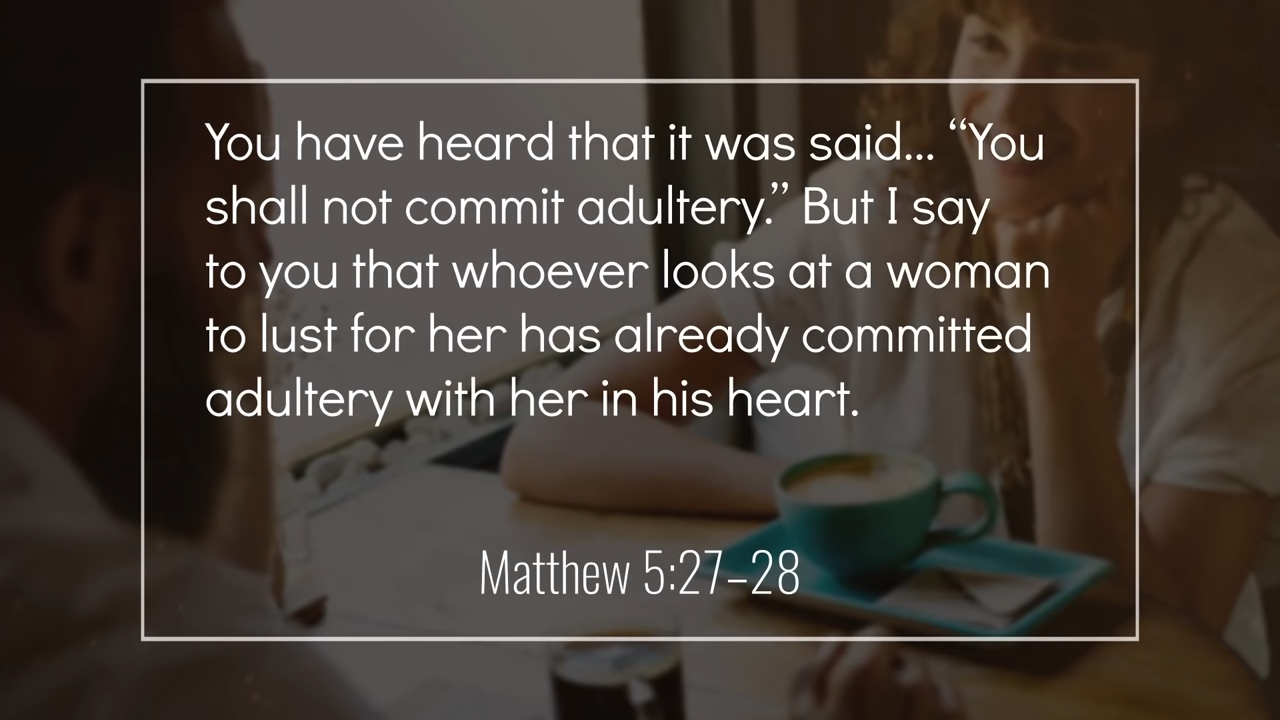 You have heard that it was said... “You
shall not commit adultery.” But I say
to you that whoever looks at a woman
to lust for her has already committed
adultery with her in his heart.
Matthew 5:27–28